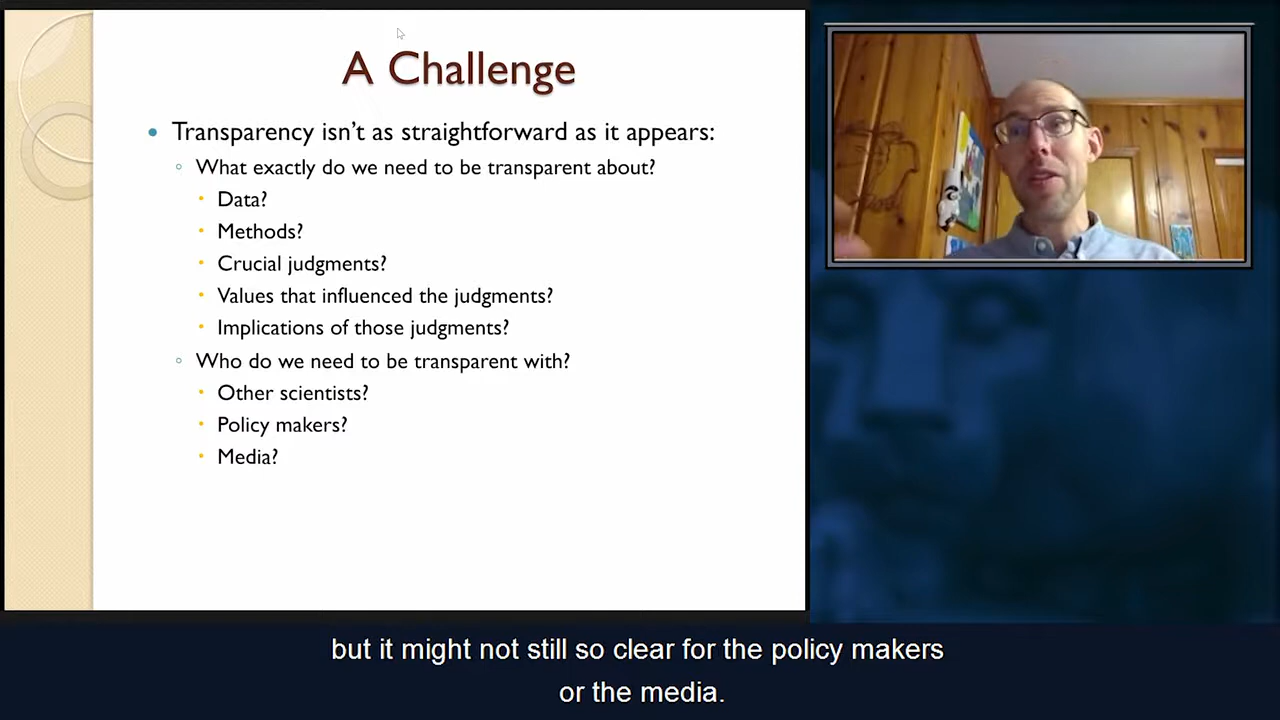 A Challenge
• Transparency isn't as straightforward as it appears:
◦ What exactly do we need to be transparent about?
• Data?
• Methods?
• Crucial judgments?
• Values that influenced the judgments?
• Implications of those judgments?
◦ Who do we need to be transparent with?
• Other scientists?
• Policy makers?
• Media?
but it might not still so clear for the policy makers
or the media.